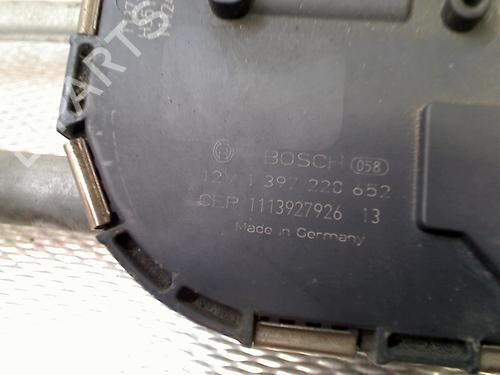 BOSCH 058
12V 1 397 220 652
CEP 1113927926 13
Made in Germany